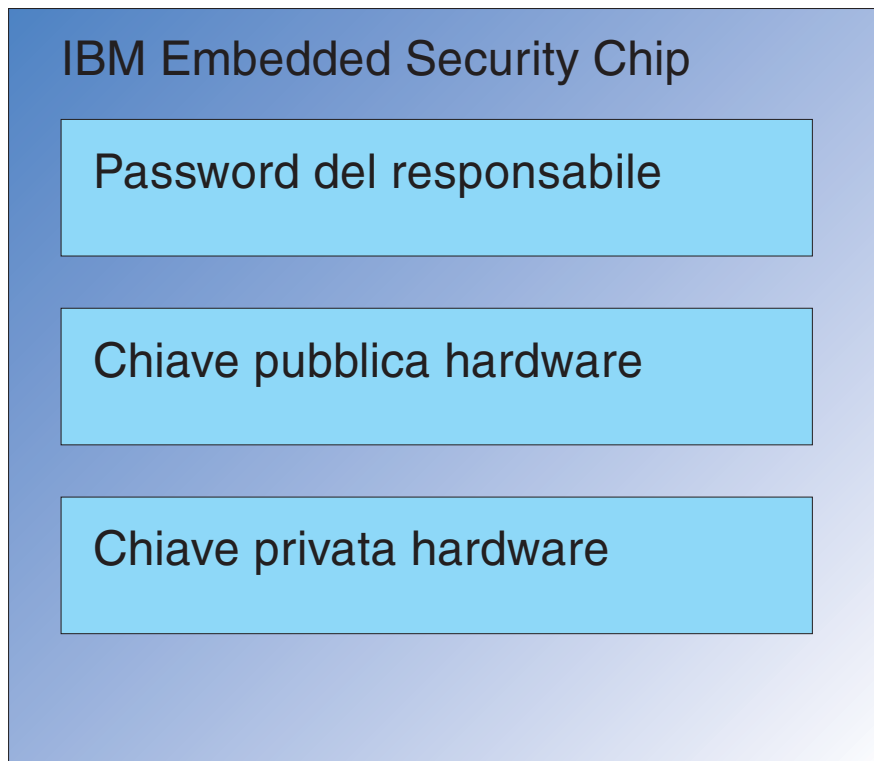 IBM Embedded Security Chip
Password del responsabile
Chiave pubblica hardware
Chiave privata hardware